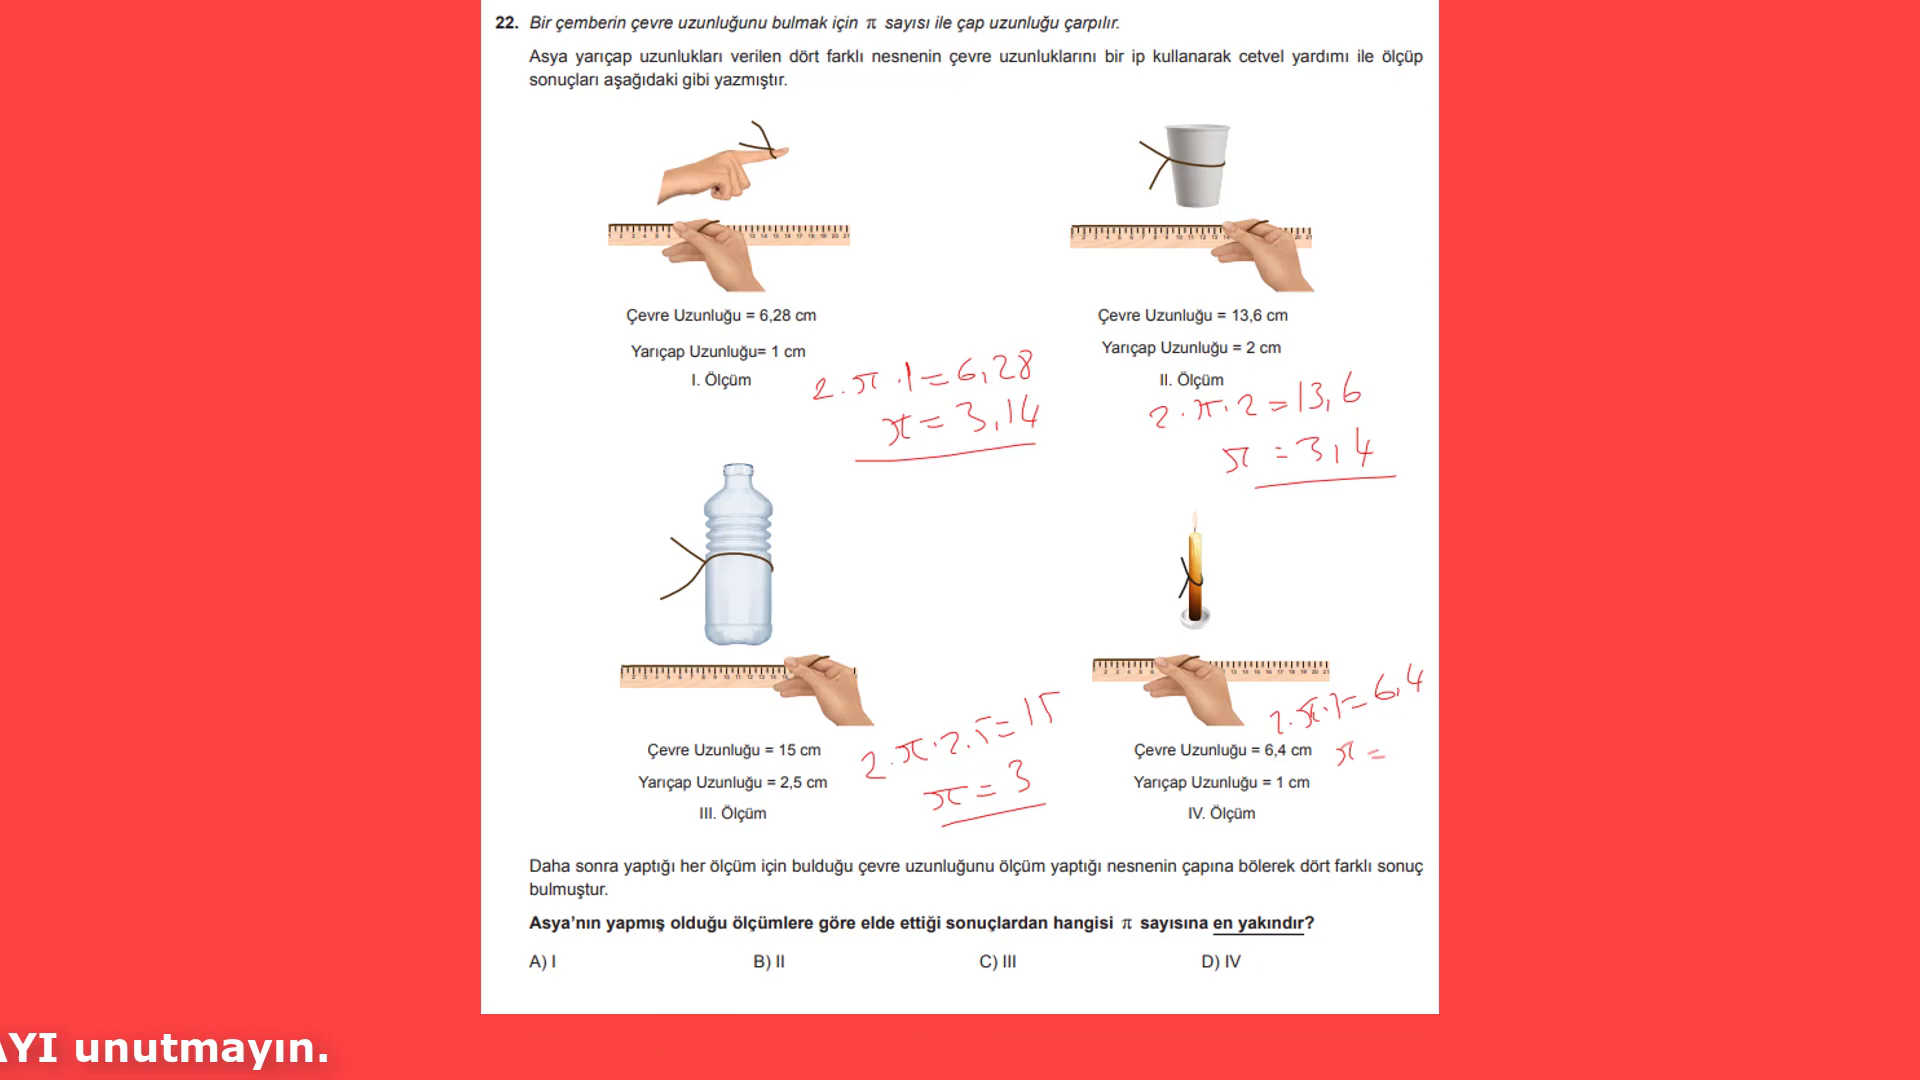 22. Bir çemberin çevre uzunluğunu bulmak için π sayısı ile çap uzunluğu çarpılır.
Asya yarıçap uzunlukları verilen dört farklı nesnenin çevre uzunluklarını bir ip kullanarak cetvel yardımı ile ölçüp
sonuçları aşağıdaki gibi yazmıştır.
Çevre Uzunluğu = 6,28 cm
Yarıçap Uzunluğu= 1 cm
I. Ölçüm
2.π.1=6,28
π=3,14
Çevre Uzunluğu = 13,6 cm
Yarıçap Uzunluğu = 2 cm
II. Ölçüm
2.π.2=13,6
π=3,4
Çevre Uzunluğu = 15 cm
Yarıçap Uzunluğu = 2,5 cm
III. Ölçüm
2.π.2,5=15
π=3
Çevre Uzunluğu = 6,4 cm
Yarıçap Uzunluğu = 1 cm
IV. Ölçüm
2.π.1=6,4
π=
Daha sonra yaptığı her ölçüm için bulduğu çevre uzunluğunu ölçüm yaptığı nesnenin çapına bölerek dört farklı sonuç
bulmuştur.
Asya'nın yapmış olduğu ölçümlere göre elde ettiği sonuçlardan hangisi π sayısına en yakındır?
A) I B) II C) III D) IV
AYI unutmayın.